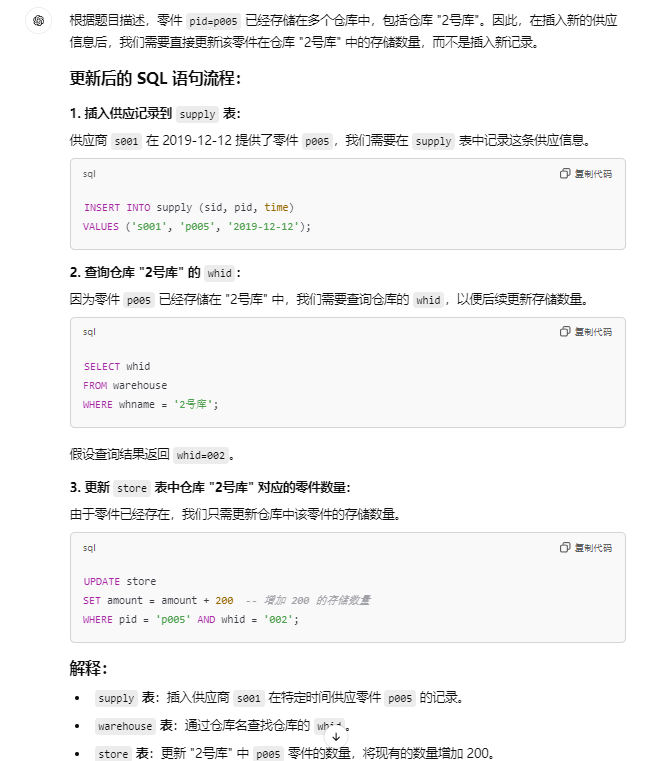 根据题目描述，零件 pid=p005 已经存储在多个仓库中，包括仓库 "2号库"。因此，在插入新的供应
信息后，我们需要直接更新该零件在仓库 "2号库" 中的存储数量，而不是插入新记录。
更新后的 SQL 语句流程：
1. 插入供应记录到 supply 表：
供应商 s001 在 2019-12-12 提供了零件 p005，我们需要在 supply 表中记录这条供应信息。
sql 复制代码
INSERT INTO supply (sid, pid, time)
VALUES ('s001', 'p005', '2019-12-12');
2. 查询仓库 "2号库" 的 whid：
因为零件 p005 已经存储在 "2号库" 中，我们需要查询仓库的 whid，以便后续更新存储数量。
sql 复制代码
SELECT whid
FROM warehouse
WHERE whname = '2号库';
假设查询结果返回 whid=002。
3. 更新 store 表中仓库 "2号库" 对应的零件数量：
由于零件已经存在，我们只需更新仓库中该零件的存储数量。
sql 复制代码
UPDATE store
SET amount = amount + 200 -- 增加 200 的存储数量
WHERE pid = 'p005' AND whid = '002';
解释：
• supply 表：插入供应商 s001 在特定时间供应零件 p005 的记录。
• warehouse 表：通过仓库名查找仓库的 whid。
• store 表：更新 "2号库" 中 p005 零件的数量，将现有的数量增加 200。